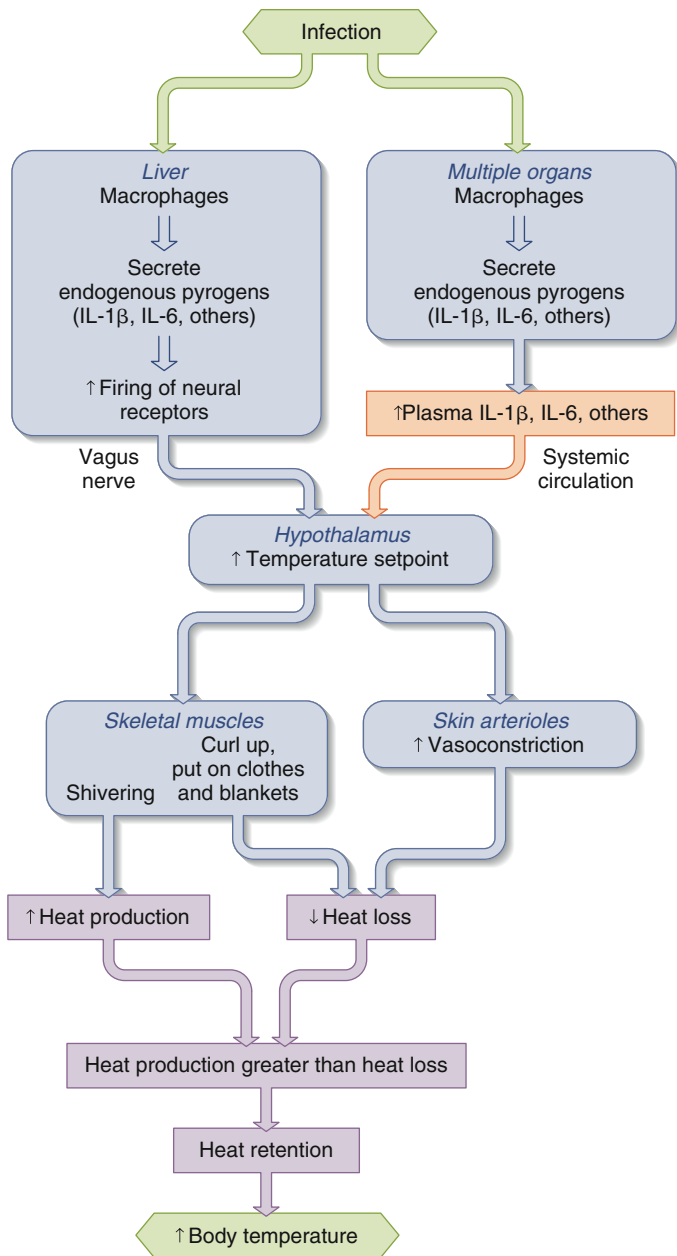 Infection
Liver
Macrophages
Secrete
endogenous pyrogens
(IL-1β, IL-6, others)
↑Firing of neural
receptors
Multiple organs
Macrophages
Secrete
endogenous pyrogens
(IL-1β, IL-6, others)
↑Plasma IL-1β, IL-6, others
Vagus
nerve
Systemic
circulation
Hypothalamus
↑ Temperature setpoint
Skeletal muscles
Shivering
Curl up,
put on clothes
and blankets
Skin arterioles
↑ Vasoconstriction
↑Heat production
↓Heat loss
Heat production greater than heat loss
Heat retention
↑Body temperature